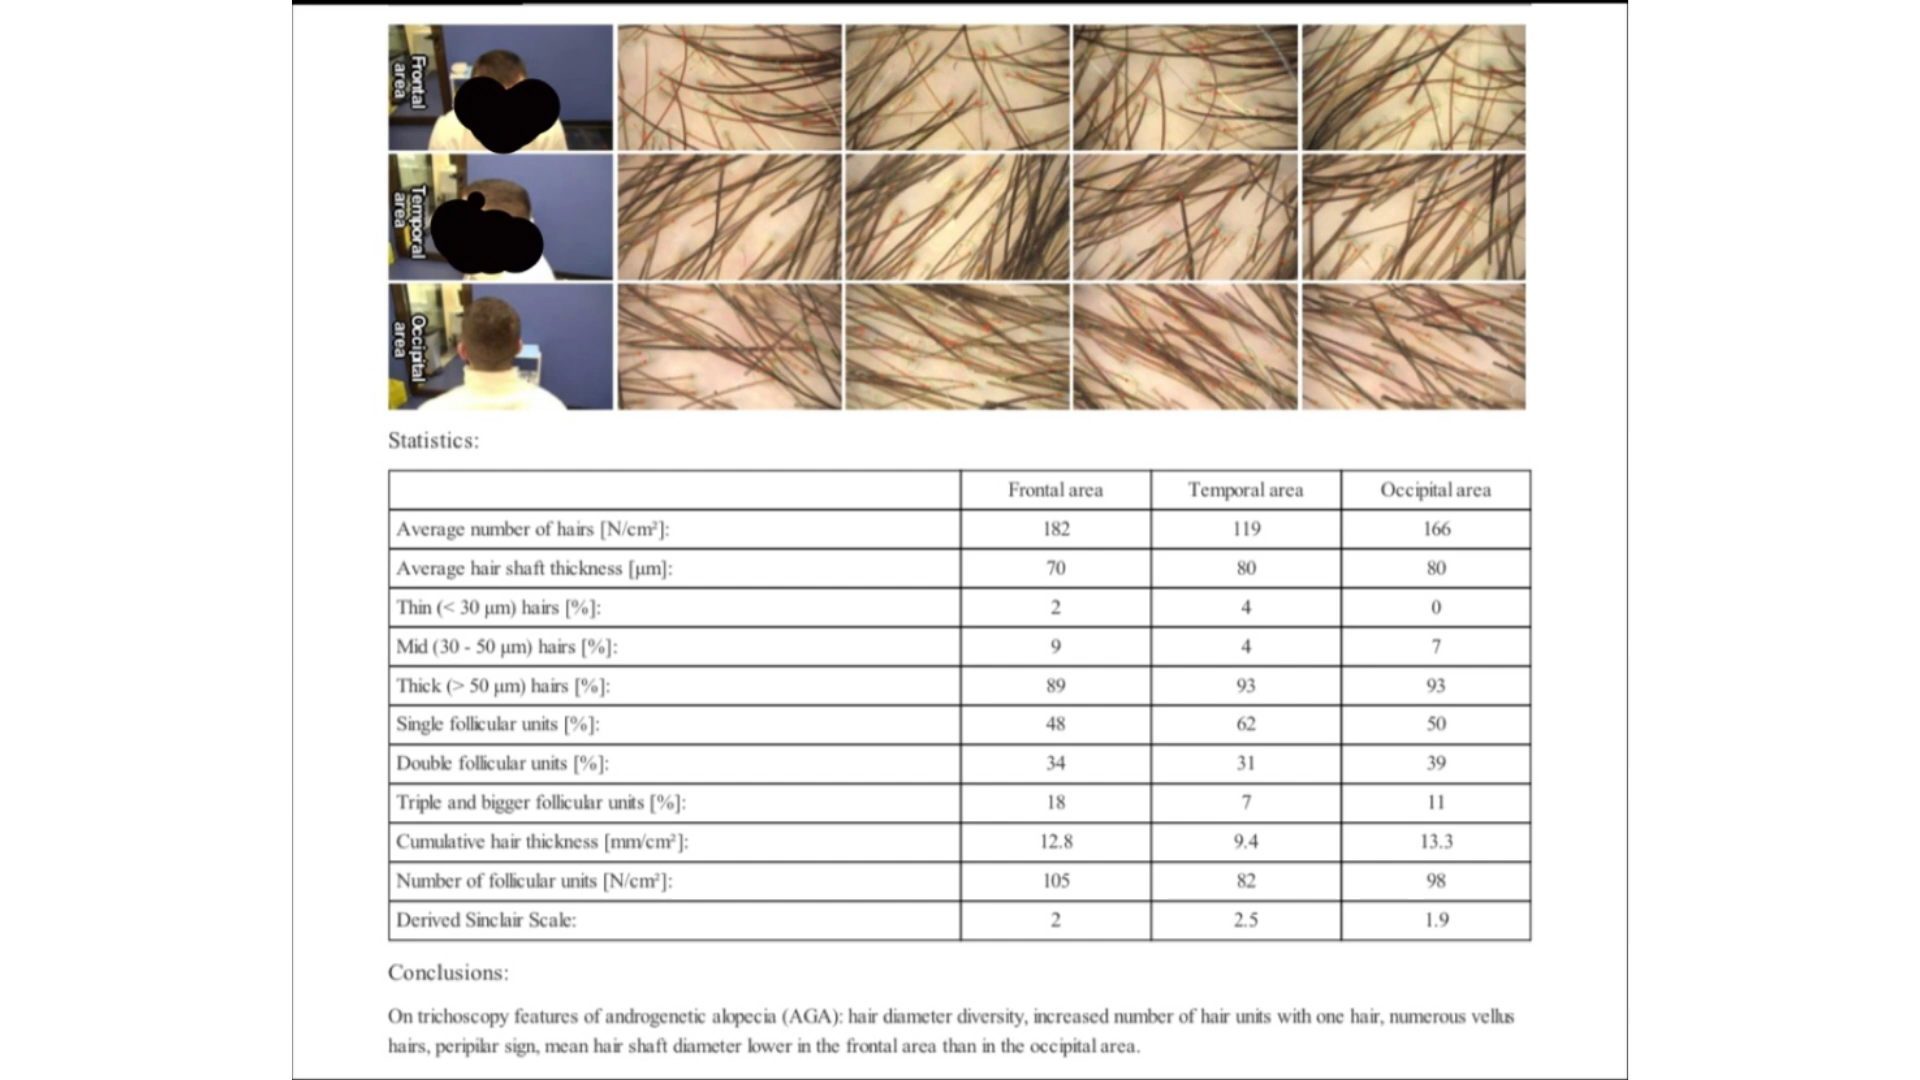 Frontal
area
Temporal
area
Occipital
area
Statistics:
Frontal area Temporal area Occipital area
Average number of hairs [N/cm²]: 182 119 166
Average hair shaft thickness [μm]: 70 80 80
Thin (< 30 μm) hairs [%]: 2 4 0
Mid (30 - 50 μm) hairs [%]: 9 4 7
Thick (> 50 μm) hairs [%]: 89 93 93
Single follicular units [%]: 48 62 50
Double follicular units [%]: 34 31 39
Triple and bigger follicular units [%]: 18 7 11
Cumulative hair thickness [mm/cm²]: 12.8 9.4 13.3
Number of follicular units [N/cm²]: 105 82 98
Derived Sinclair Scale: 2 2.5 1.9
Conclusions:
On trichoscopy features of androgenetic alopecia (AGA): hair diameter diversity, increased number of hair units with one hair, numerous vellus
hairs, peripilar sign, mean hair shaft diameter lower in the frontal area than in the occipital area.